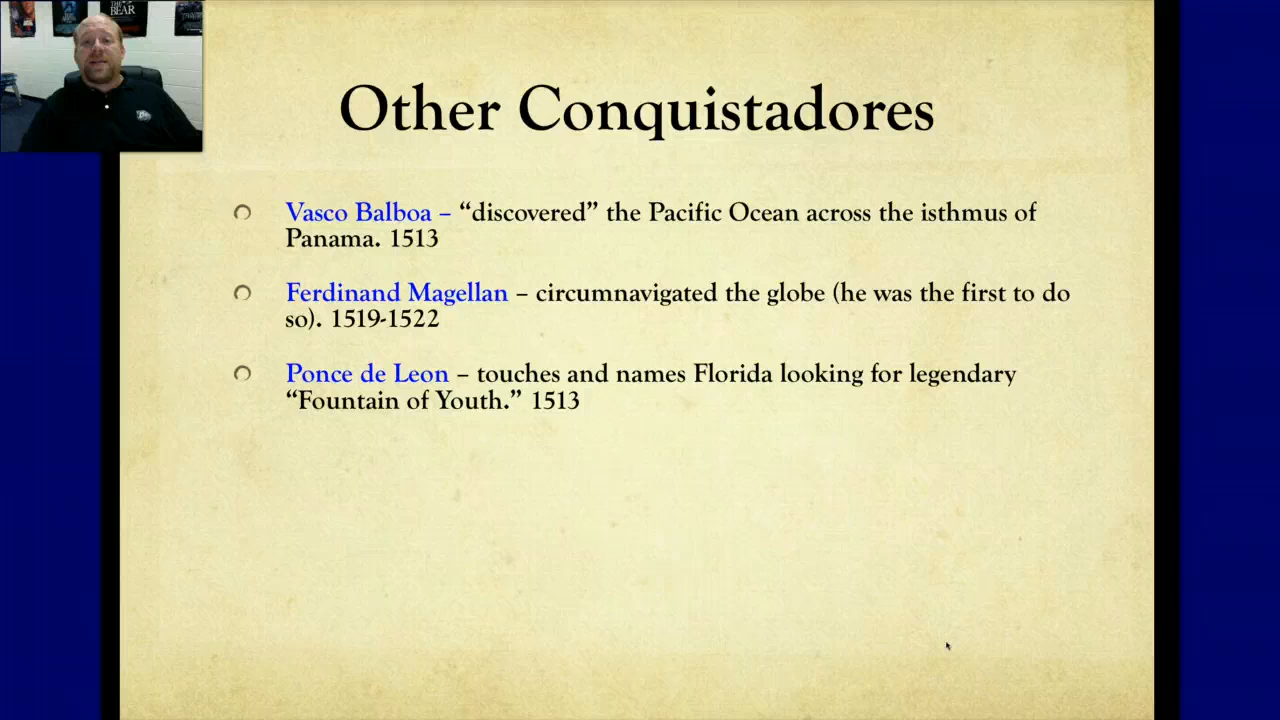 THE
BEAR
Other Conquistadores
Vasco Balboa – “discovered” the Pacific Ocean across the isthmus of
Panama. 1513
Ferdinand Magellan – circumnavigated the globe (he was the first to do
so). 1519-1522
Ponce de Leon – touches and names Florida looking for legendary
“Fountain of Youth.” 1513